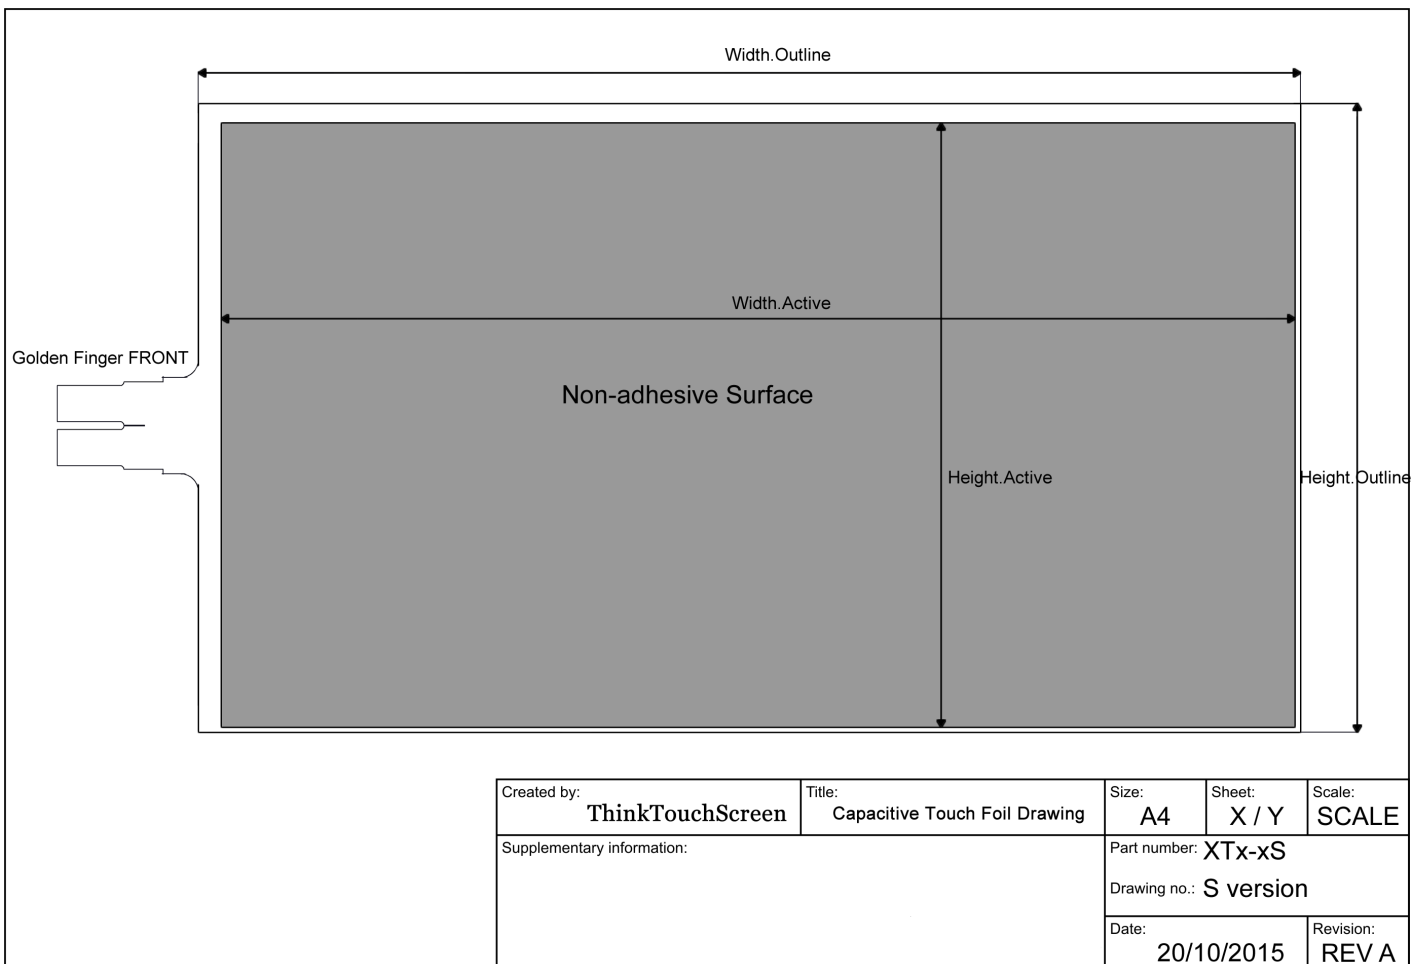 Width.Outline
Width.Active
Golden Finger FRONT
Non-adhesive Surface
Height.Active
Height.Outline
Created by:
ThinkTouchScreen
Title:
Capacitive Touch Foil Drawing
Size:
A4
Sheet:
X / Y
Scale:
SCALE
Supplementary information:
Part number: XTx-xS
Drawing no.: S version
Date:
20/10/2015
Revision:
REV A